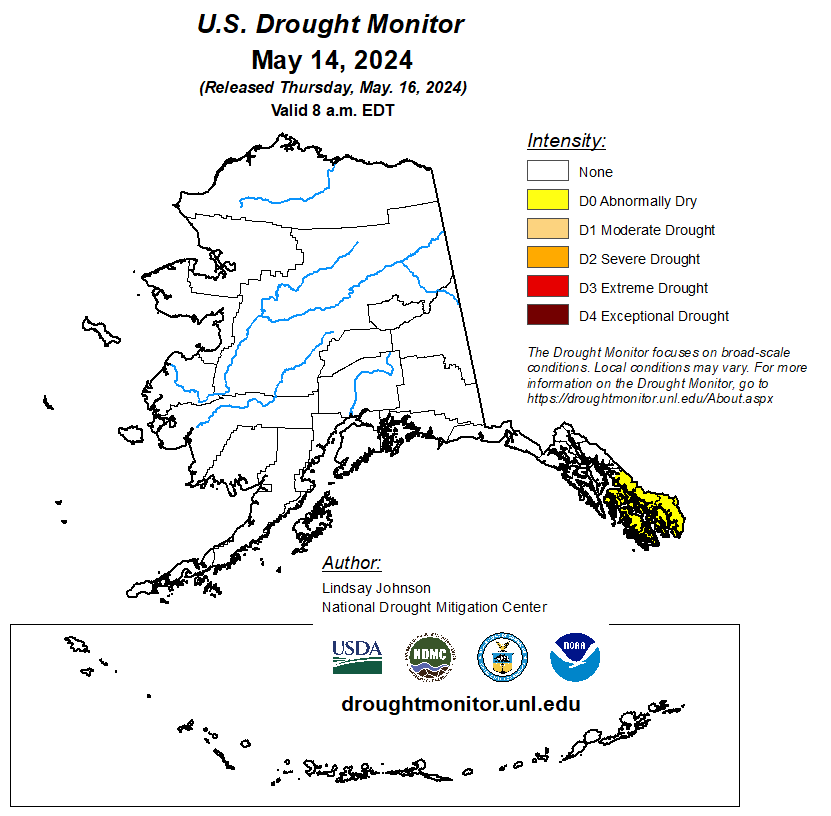 U.S. Drought Monitor
May 14, 2024
(Released Thursday, May. 16, 2024)
Valid 8 a.m. EDT
Intensity:
None
D0 Abnormally Dry
D1 Moderate Drought
D2 Severe Drought
D3 Extreme Drought
D4 Exceptional Drought
The Drought Monitor focuses on broad-scale
conditions. Local conditions may vary. For more
information on the Drought Monitor, go to
https://droughtmonitor.unl.edu/About.aspx
Author:
Lindsay Johnson
National Drought Mitigation Center
USDA
NDMC
NOAA
droughtmonitor.unl.edu